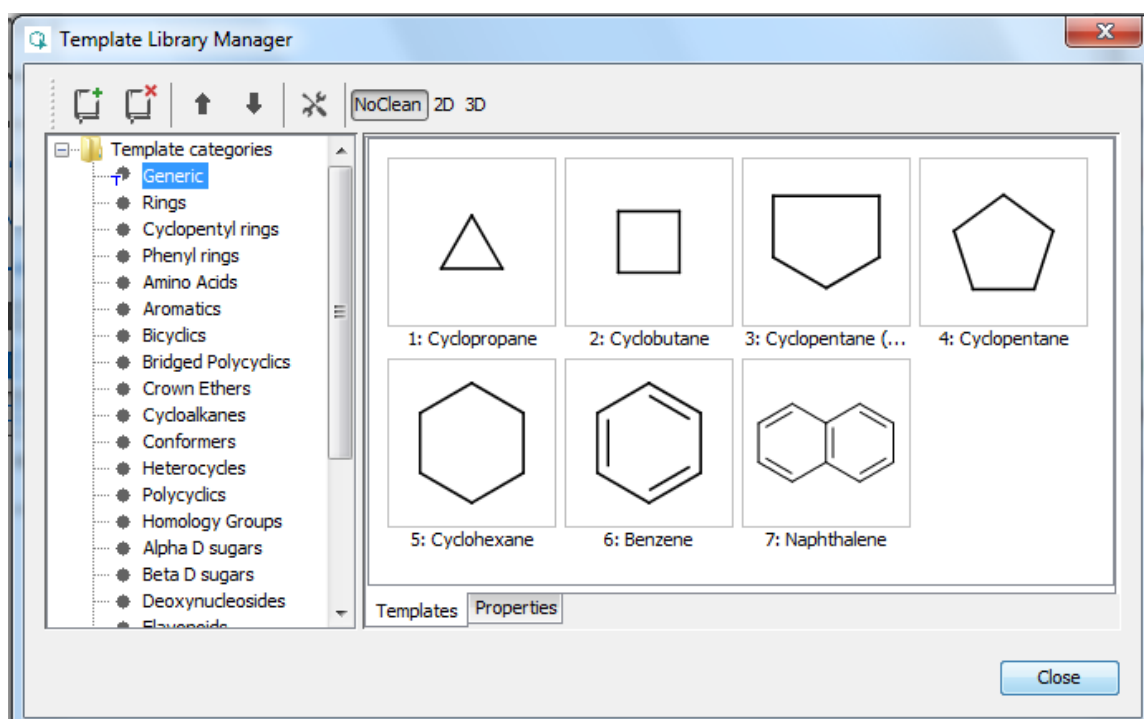 Template Library Manager
NoClean 2D 3D
Template categories
Generic
Rings
Cyclopentyl rings
Phenyl rings
Amino Acids
Aromatics
Bicyclics
Bridged Polycyclics
Crown Ethers
Cycloalkanes
Conformers
Heterocycles
Polycyclics
Homology Groups
Alpha D sugars
Beta D sugars
Deoxynucleosides
Flavonoids
1: Cyclopropane
2: Cyclobutane
3: Cyclopentane (...
4: Cyclopentane
5: Cyclohexane
6: Benzene
7: Naphthalene
Templates Properties
Close